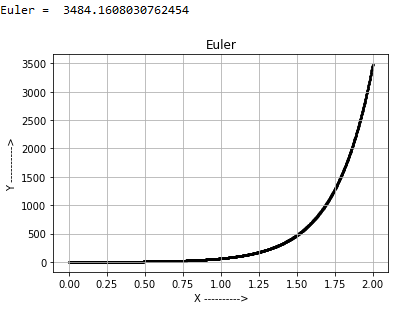 Euler =  3484.1608030762454
Euler
3500
3000
2500
2000
1500
1000
500
0
Y ---------->
0.00 0.25 0.50 0.75 1.00 1.25 1.50 1.75 2.00
X ---------->